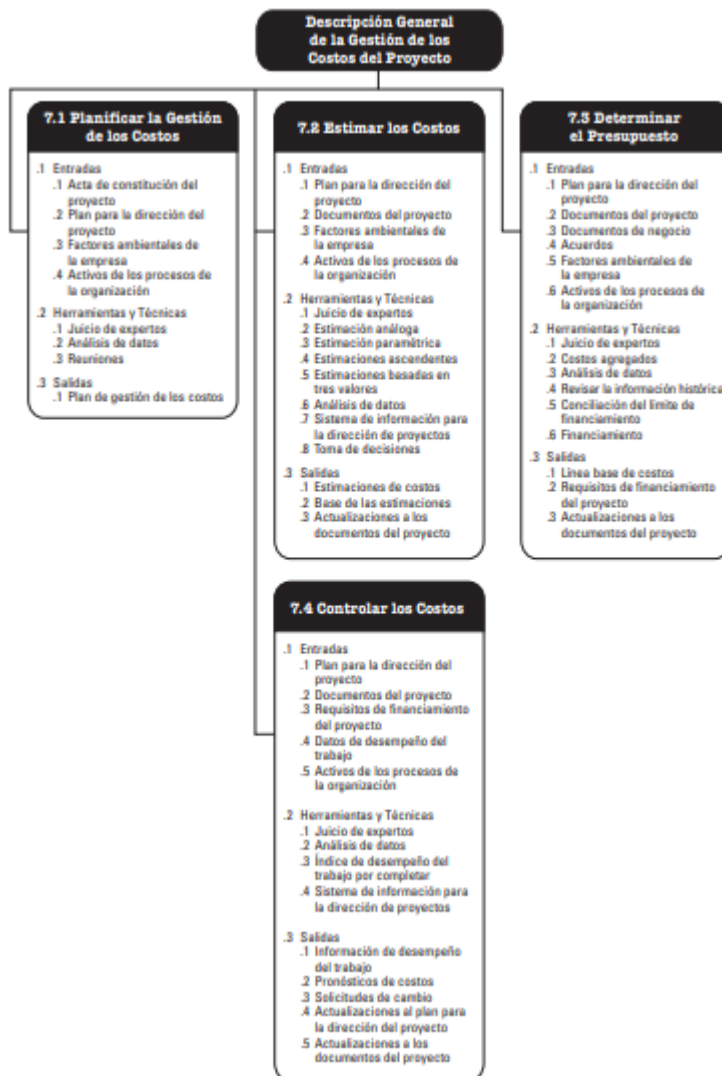 Descripción General
de la Gestión de los
Costos del Proyecto
7.1 Planificar la Gestión
de los Costos
.1 Entradas
.1 Acta de constitución del
proyecto
.2 Plan para la dirección del
proyecto
.3 Factores ambientales de
la empresa
.4 Activos de los procesos de
la organización
.2 Herramientas y Técnicas
.1 Juicio de expertos
.2 Análisis de datos
.3 Reuniones
.3 Salidas
.1 Plan de gestión de los costos
7.2 Estimar los Costos
.1 Entradas
.1 Plan para la dirección del
proyecto
.2 Documentos del proyecto
.3 Factores ambientales de
la empresa
.4 Activos de los procesos de
la organización
.2 Herramientas y Técnicas
.1 Juicio de expertos
.2 Estimación análoga
.3 Estimación paramétrica
.4 Estimaciones ascendentes
.5 Estimaciones basadas en
tres valores
.6 Análisis de datos
.7 Sistema de información para
la dirección de proyectos
.8 Toma de decisiones
.3 Salidas
.1 Estimaciones de costos
.2 Base de las estimaciones
.3 Actualizaciones a los
documentos del proyecto
7.3 Determinar
el Presupuesto
.1 Entradas
.1 Plan para la dirección del
proyecto
.2 Documentos del proyecto
.3 Documentos de negocio
.4 Acuerdos
.5 Factores ambientales de
la empresa
.6 Activos de los procesos de
la organización
.2 Herramientas y Técnicas
.1 Juicio de expertos
.2 Costos agregados
.3 Análisis de datos
.4 Revisar la información histórica
.5 Conciliación del límite de
financiamiento
.6 Financiamiento
.3 Salidas
.1 Línea base de costos
.2 Requisitos de financiamiento
del proyecto
.3 Actualizaciones a los
documentos del proyecto
7.4 Controlar los Costos
.1 Entradas
.1 Plan para la dirección del
proyecto
.2 Documentos del proyecto
.3 Requisitos de financiamiento
del proyecto
.4 Datos de desempeño del
trabajo
.5 Activos de los procesos de
la organización
.2 Herramientas y Técnicas
.1 Juicio de expertos
.2 Análisis de datos
.3 Índice de desempeño del
trabajo por completar
.4 Sistema de información para
la dirección de proyectos
.3 Salidas
.1 Información de desempeño
del trabajo
.2 Pronósticos de costos
.3 Solicitudes de cambio
.4 Actualizaciones al plan para
la dirección del proyecto
.5 Actualizaciones a los
documentos del proyecto